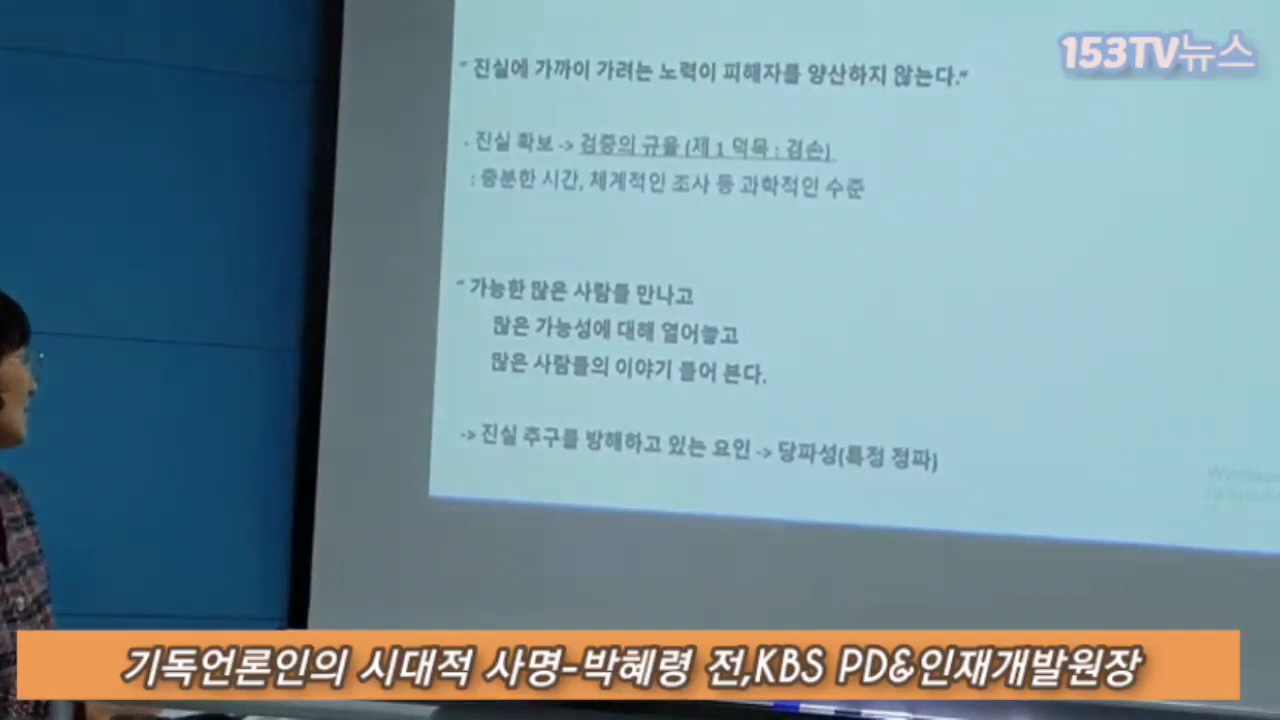 153TV뉴스
" 진실에 가까이 가려는 노력이 피해자를 양산하지 않는다."
- 진실 확보 -> 검증의 규율 (제 1 덕목 : 겸손)
: 충분한 시간, 체계적인 조사 등 과학적인 수준
" 가능한 많은 사람들 만나고
많은 가능성에 대해 열어놓고
많은 사람들의 이야기 들어 본다.
-> 진실 추구를 방해하고 있는 요인 -> 당파성(특정 정파)
기독언론인의 시대적 사명-박혜령 전,KBS PD&인재개발원장